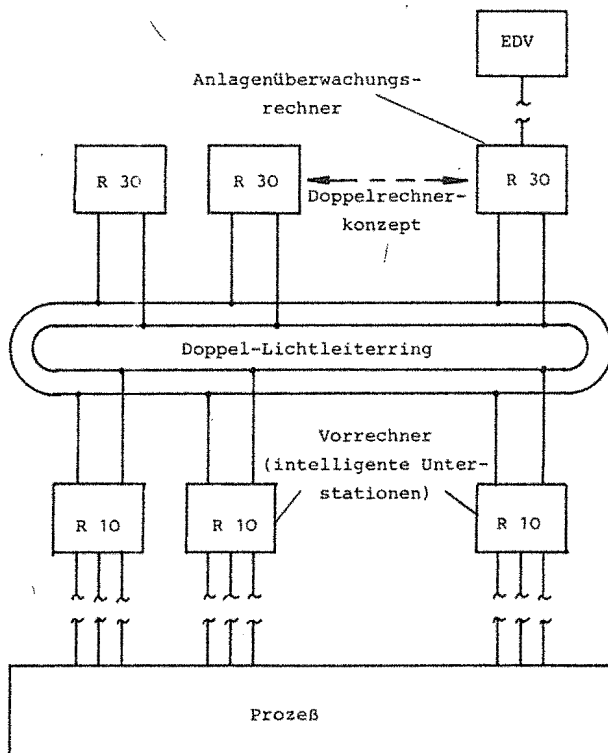 EDV
Anlagenüberwachungs-
rechner
R 30
R 30
R 30
Doppelrechner-
konzept
Doppel-Lichtleiterring
Vorrechner
(intelligente Unter-
stationen)
R 10
R 10
R 10
Prozeß